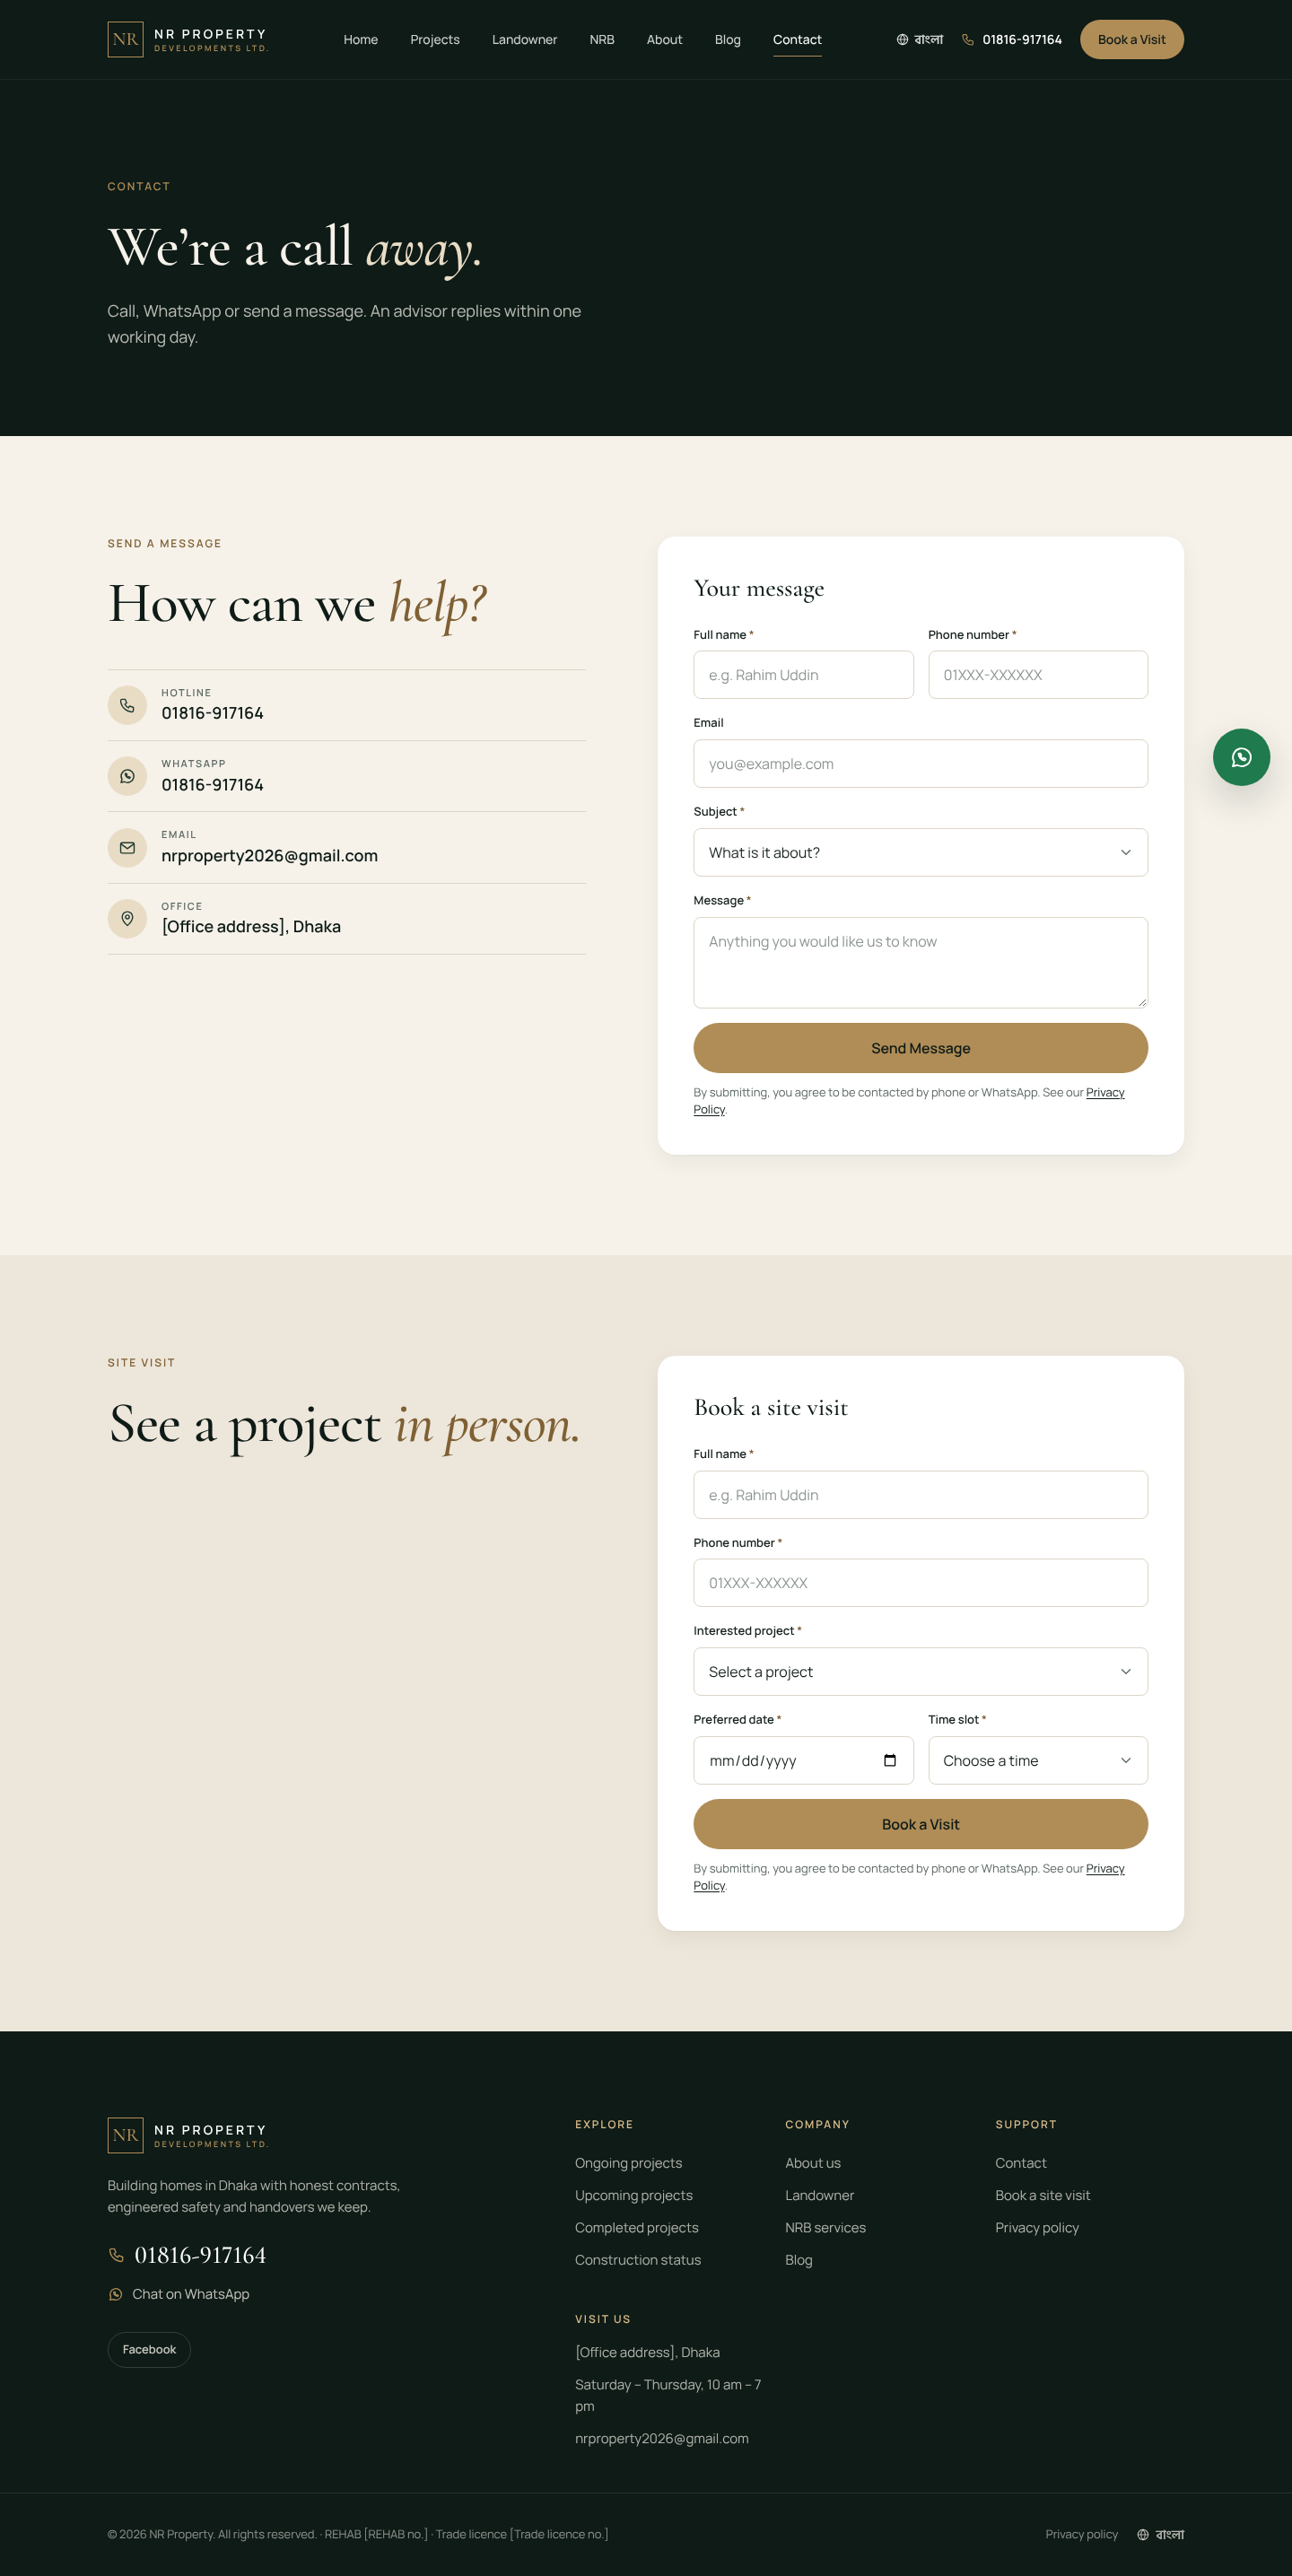 NR
NR PROPERTY
DEVELOPMENTS LTD.
Home
Projects
Landowner
NRB
About
Blog
Contact
বাংলা
01816-917164
Book a Visit
CONTACT
We’re a call away.
Call, WhatsApp or send a message. An advisor replies within one
working day.
SEND A MESSAGE
How can we help?
HOTLINE
01816-917164
WHATSAPP
01816-917164
EMAIL
nrproperty2026@gmail.com
OFFICE
[Office address], Dhaka
Your message
Full name *
Phone number *
e.g. Rahim Uddin
01XXX-XXXXXX
Email
you@example.com
Subject *
What is it about?
Message *
Anything you would like us to know
Send Message
By submitting, you agree to be contacted by phone or WhatsApp. See our Privacy
Policy.
SITE VISIT
See a project in person.
Book a site visit
Full name *
e.g. Rahim Uddin
Phone number *
01XXX-XXXXXX
Interested project *
Select a project
Preferred date *
Time slot *
mm/dd/yyyy
Choose a time
Book a Visit
By submitting, you agree to be contacted by phone or WhatsApp. See our Privacy
Policy.
NR
NR PROPERTY
DEVELOPMENTS LTD.
Building homes in Dhaka with honest contracts,
engineered safety and handovers we keep.
01816-917164
Chat on WhatsApp
Facebook
EXPLORE
Ongoing projects
Upcoming projects
Completed projects
Construction status
COMPANY
About us
Landowner
NRB services
Blog
SUPPORT
Contact
Book a site visit
Privacy policy
VISIT US
[Office address], Dhaka
Saturday – Thursday, 10 am – 7
pm
nrproperty2026@gmail.com
© 2026 NR Property. All rights reserved. · REHAB [REHAB no.] · Trade licence [Trade licence no.]
Privacy policy
বাংলা